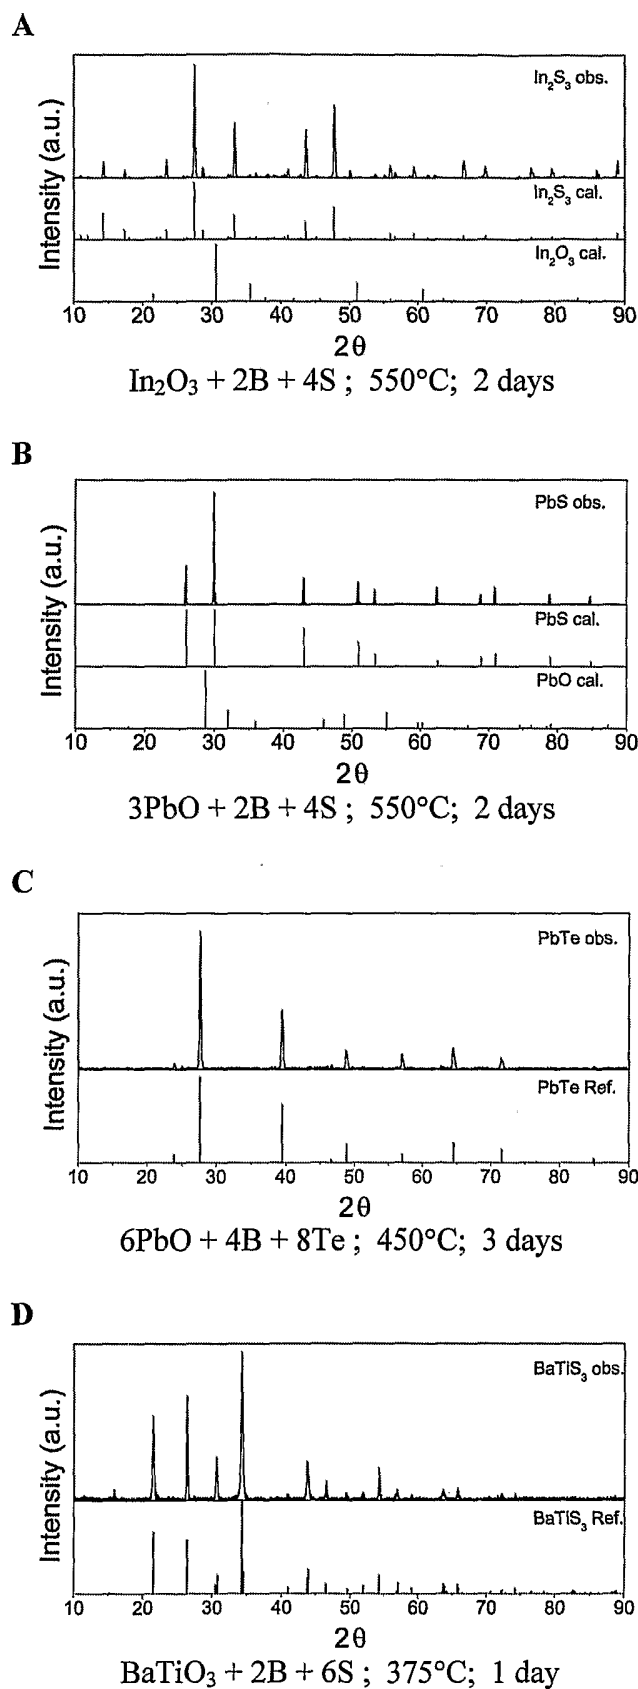 A
Intensity (a.u.)
In₂S₃ obs.
In₂S₃ cal.
In₂O₃ cal.
10 20 30 40 50 60 70 80 90
2θ
In₂O₃ + 2B + 4S ; 550°C; 2 days
B
Intensity (a.u.)
PbS obs.
PbS cal.
PbO cal.
10 20 30 40 50 60 70 80 90
2θ
3PbO + 2B + 4S ; 550°C; 2 days
C
Intensity (a.u.)
PbTe obs.
PbTe Ref.
10 20 30 40 50 60 70 80 90
2θ
6PbO + 4B + 8Te ; 450°C; 3 days
D
Intensity (a.u.)
BaTiS₃ obs.
BaTiS₃ Ref.
10 20 30 40 50 60 70 80 90
2θ
BaTiO₃ + 2B + 6S ; 375°C; 1 day